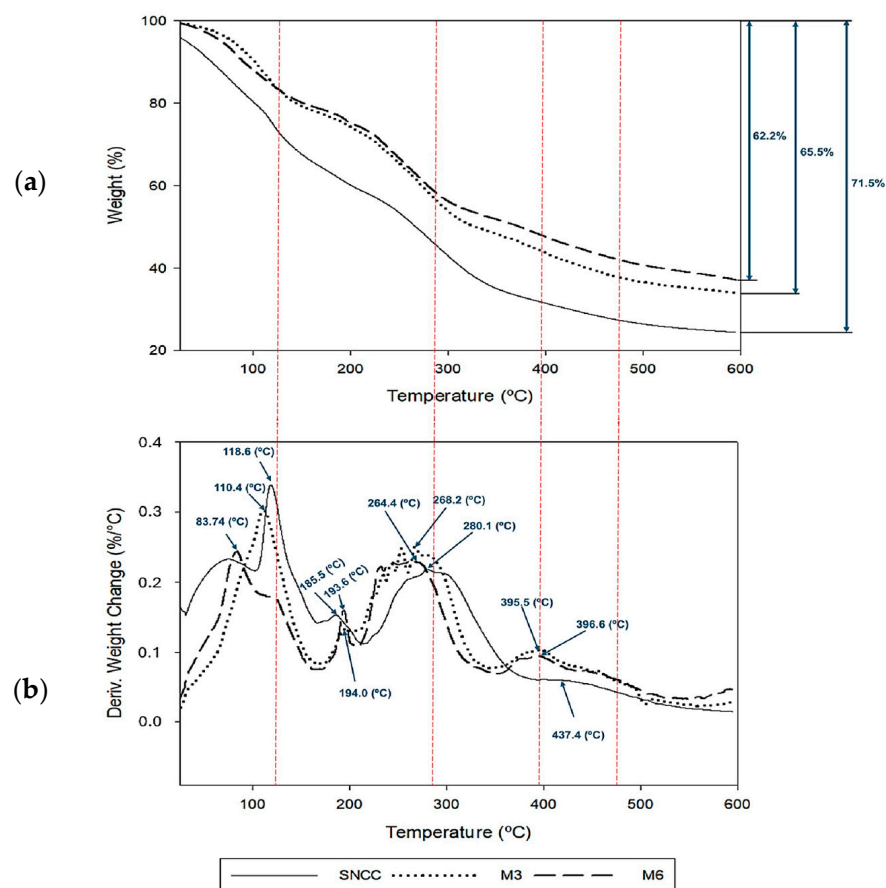 (a)
Weight (%)
100
80
60
40
20
62.2%
65.5%
71.5%
100
200
300
400
500
600
Temperature (ºC)
(b)
Deriv. Weight Change (%/ºC)
0.4
0.3
0.2
0.1
0.0
118.6 (ºC)
110.4 (ºC)
83.74 (ºC)
185.5 (ºC)
193.6 (ºC)
194.0 (ºC)
264.4 (ºC)
268.2 (ºC)
280.1 (ºC)
395.5 (ºC)
396.6 (ºC)
437.4 (ºC)
100
200
300
400
500
600
Temperature (ºC)
SNCC
M3
M6